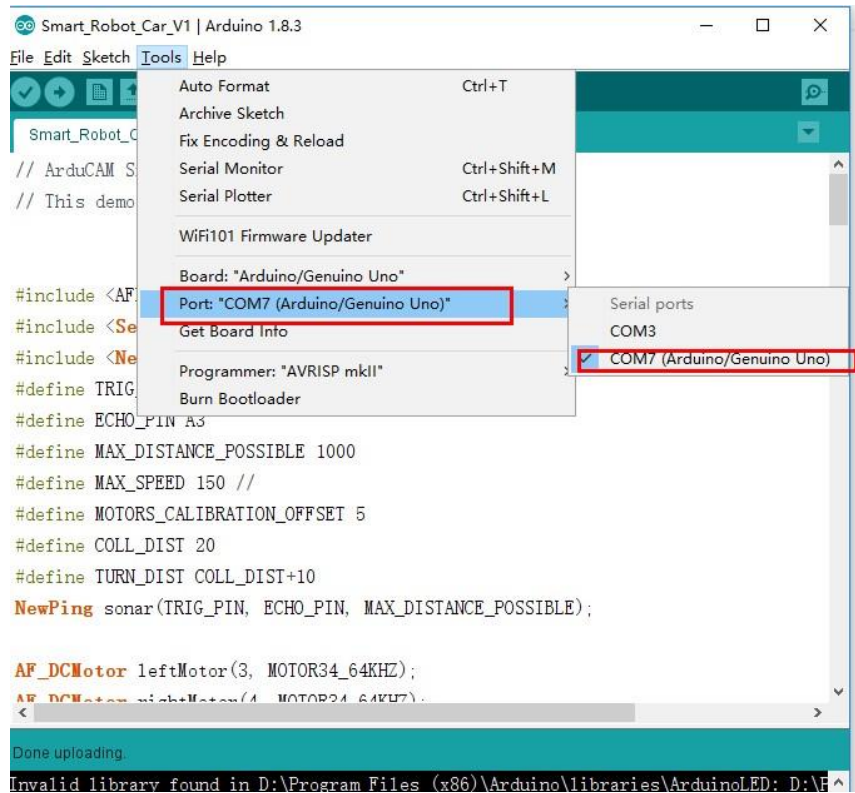 Smart_Robot_Car_V1 | Arduino 1.8.3
File Edit Sketch Tools Help
Auto Format Ctrl+T
Archive Sketch
Fix Encoding & Reload
Serial Monitor Ctrl+Shift+M
Serial Plotter Ctrl+Shift+L
WiFi101 Firmware Updater
Board: "Arduino/Genuino Uno"
Port: "COM7 (Arduino/Genuino Uno)"
Get Board Info
Programmer: "AVRISP mkII"
Burn Bootloader
Serial ports
COM3
COM7 (Arduino/Genuino Uno)
Smart_Robot_C
// ArduCAM S
// This demo
#include <AF
#include <Se
#include <Ne
#define TRIG_
#define ECHO_PIN A3
#define MAX_DISTANCE_POSSIBLE 1000
#define MAX_SPEED 150 //
#define MOTORS_CALIBRATION_OFFSET 5
#define COLL_DIST 20
#define TURN_DIST COLL_DIST+10
NewPing sonar(TRIG_PIN, ECHO_PIN, MAX_DISTANCE_POSSIBLE);
AF_DCMotor leftMotor(3, MOTOR34_64KHZ);
AF_DCMotor rightMotor(4, MOTOR34_64KHZ);
Done uploading.
Invalid library found in D:\Program Files (x86)\Arduino\libraries\ArduinoLED: D:\P